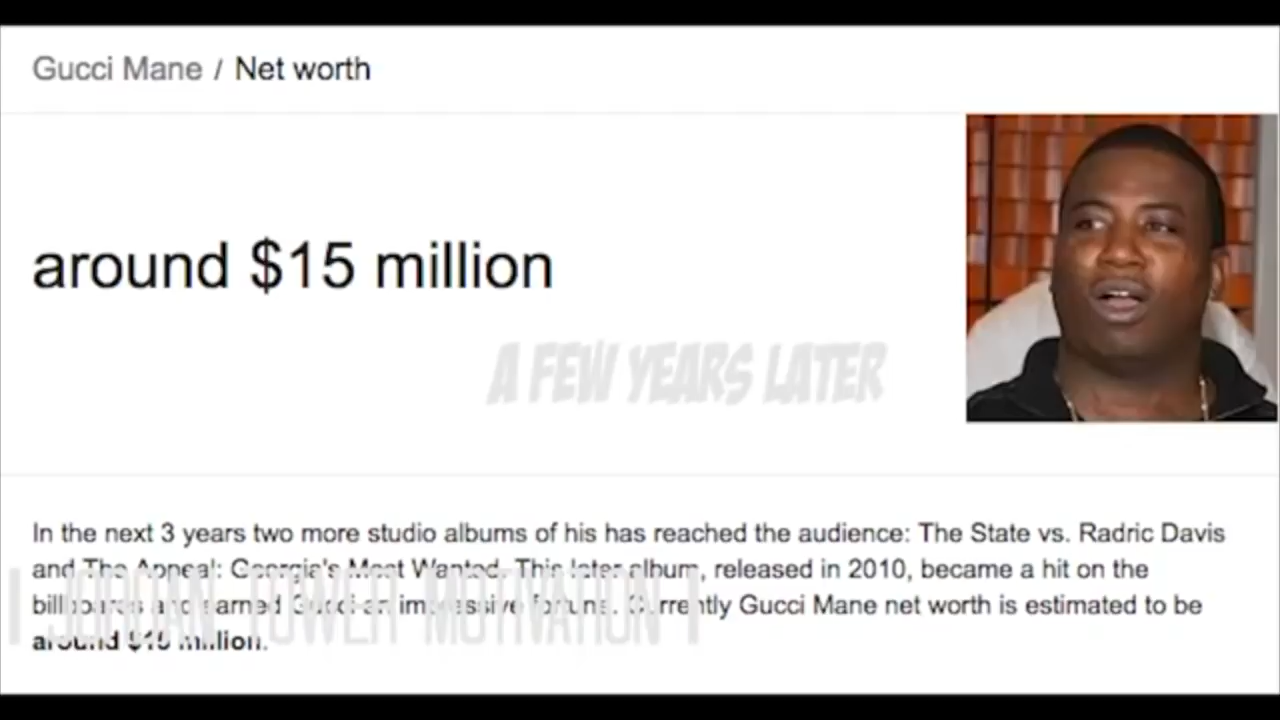 Gucci Mane / Net worth
around $15 million
A FEW YEARS LATER
In the next 3 years two more studio albums of his has reached the audience: The State vs. Radric Davis
and The Appeal: Georgia's Most Wanted. This later album, released in 2010, became a hit on the
billboards and earned Gucci an impressive fortune. Currently Gucci Mane net worth is estimated to be
around $15 million.
| JORDAN TOWER MOTIVATION |